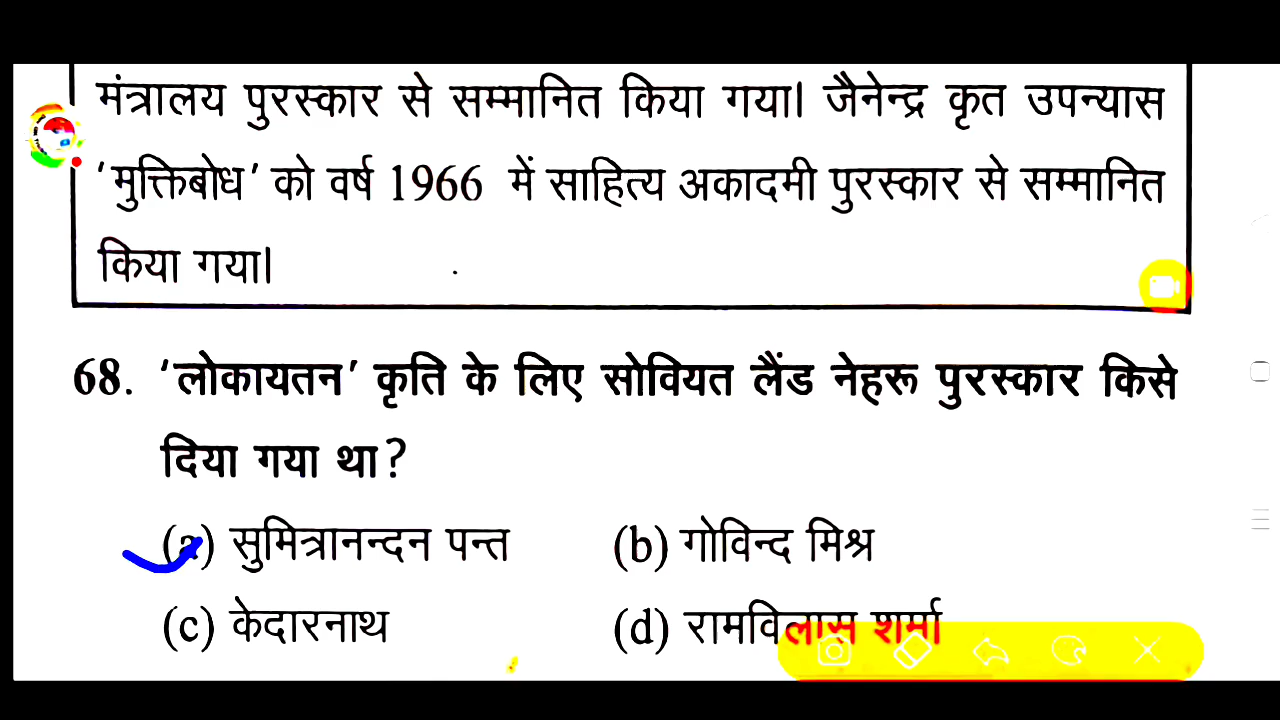 मंत्रालय पुरस्कार से सम्मानित किया गया। जैनेन्द्र कृत उपन्यास
'मुक्तिबोध' को वर्ष 1966 में साहित्य अकादमी पुरस्कार से सम्मानित
किया गया।
68. 'लोकायतन' कृति के लिए सोवियत लैंड नेहरू पुरस्कार किसे
दिया गया था?
(a) सुमित्रानन्दन पन्त (b) गोविन्द मिश्र
(c) केदारनाथ (d) रामविलास शर्मा